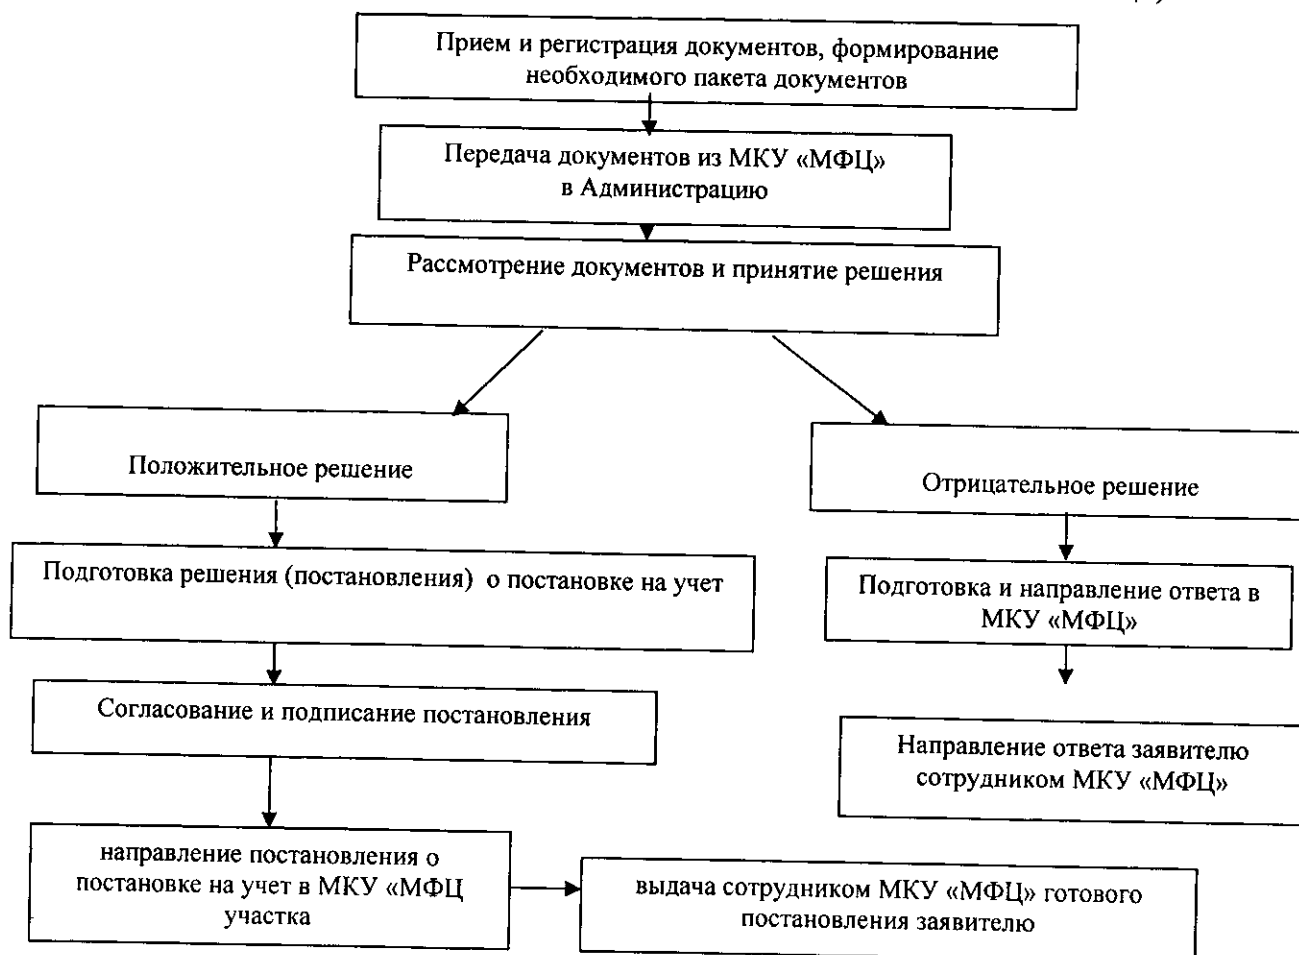 Прием и регистрация документов, формирование
необходимого пакета документов
Передача документов из МКУ «МФЦ»
в Администрацию
Рассмотрение документов и принятие решения
Положительное решение
Отрицательное решение
Подготовка решения (постановления) о постановке на учет
Подготовка и направление ответа в
МКУ «МФЦ»
Согласование и подписание постановления
Направление ответа заявителю
сотрудником МКУ «МФЦ»
направление постановления о
постановке на учет в МКУ «МФЦ
участка
выдача сотрудником МКУ «МФЦ» готового
постановления заявителю